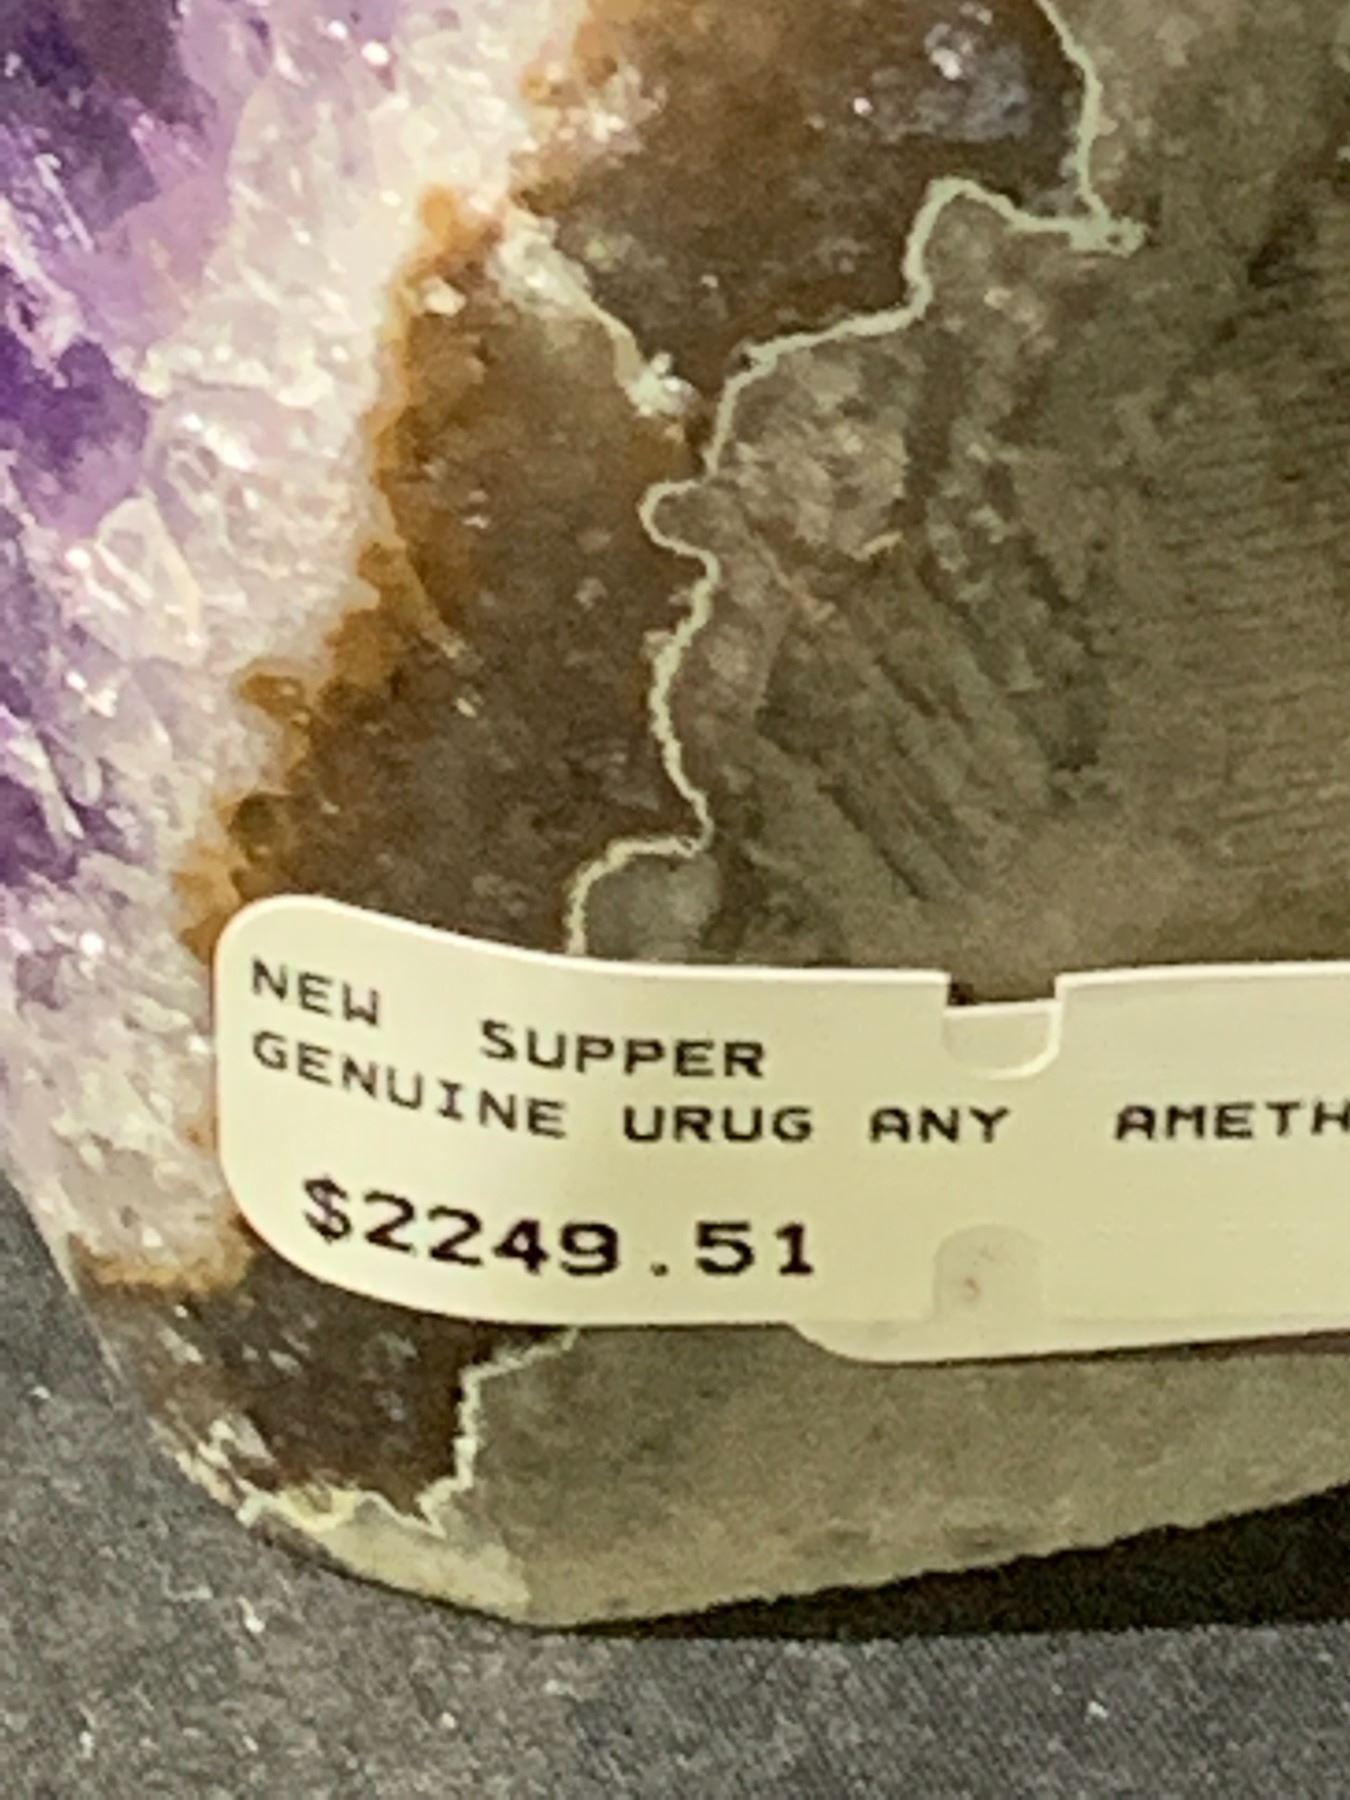 NEW SUPPER
GENUINE URUG ANY AMETH
$2249.51